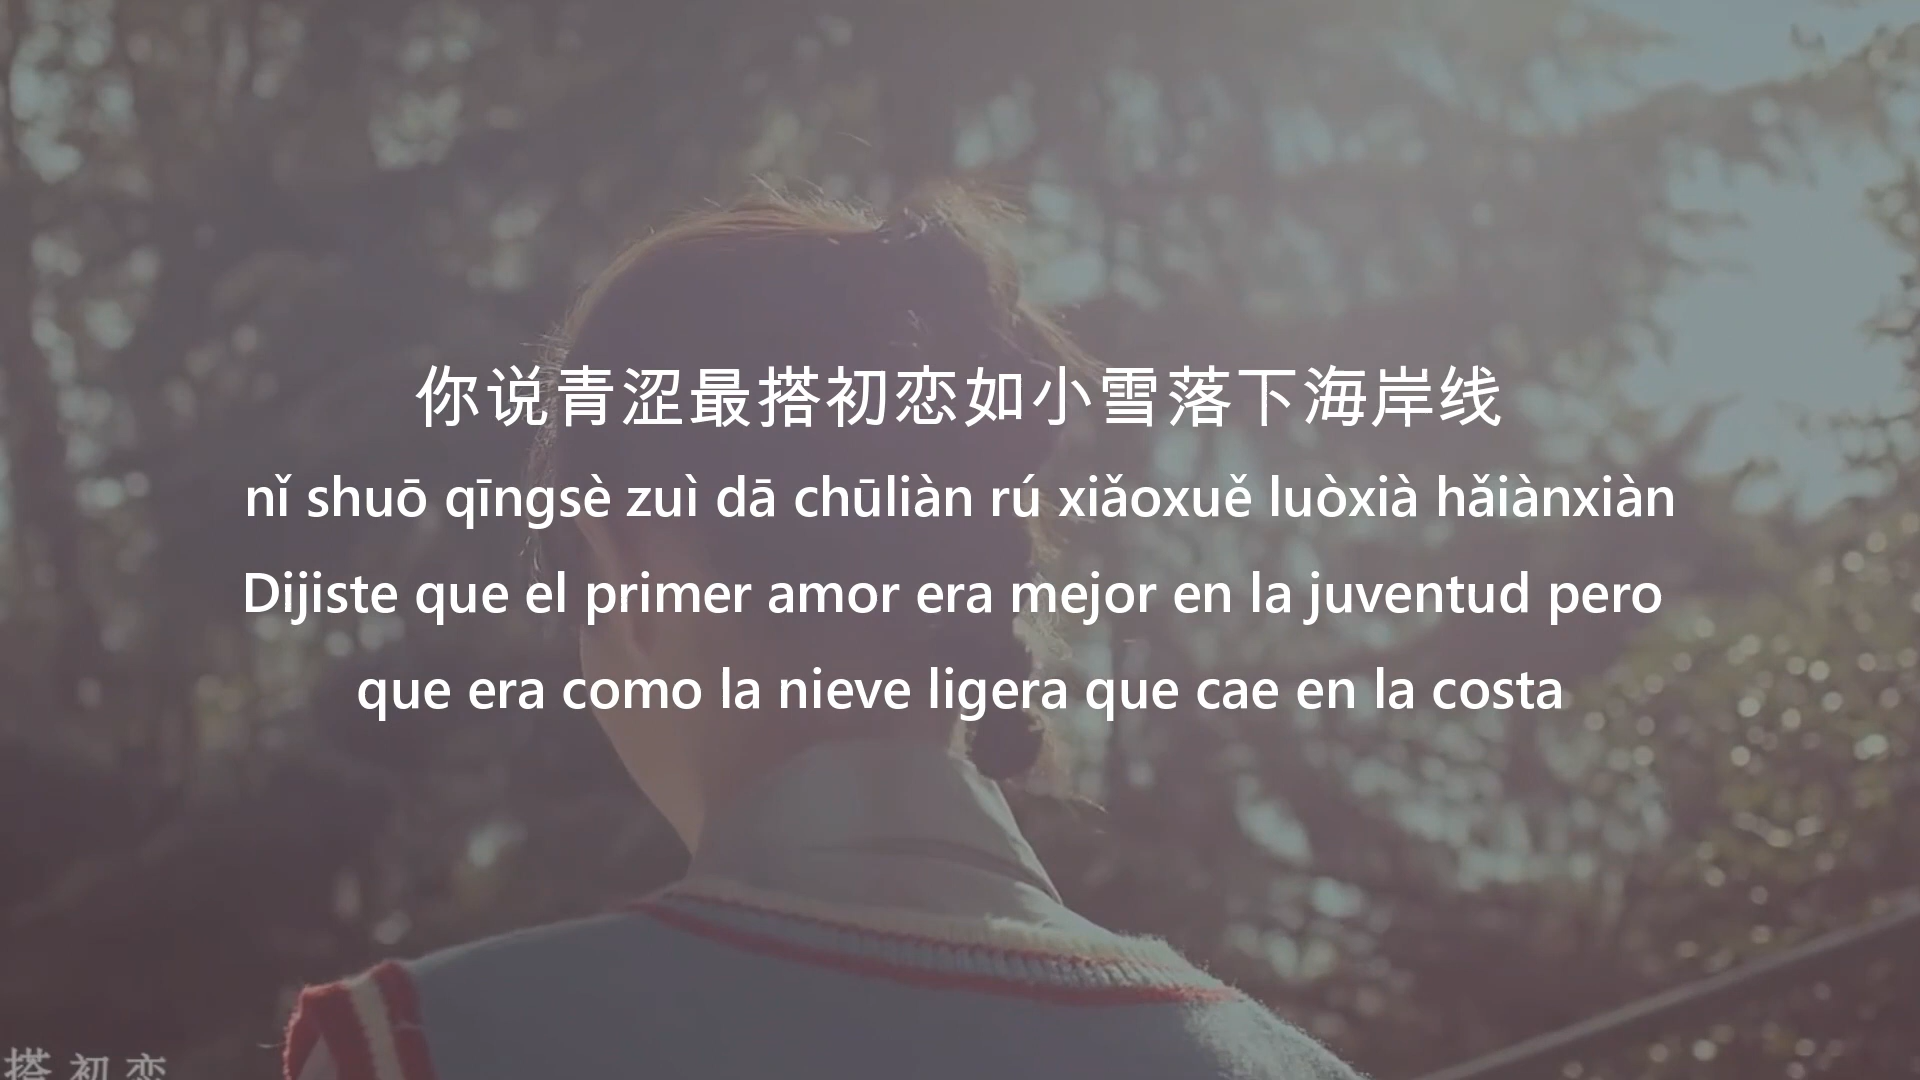 你说青涩最搭初恋如小雪落下海岸线
nǐ shuō qīngsè zuì dā chūliàn rú xiǎoxuě luòxià hǎiànxiàn
Dijiste que el primer amor era mejor en la juventud pero
que era como la nieve ligera que cae en la costa
搭初恋